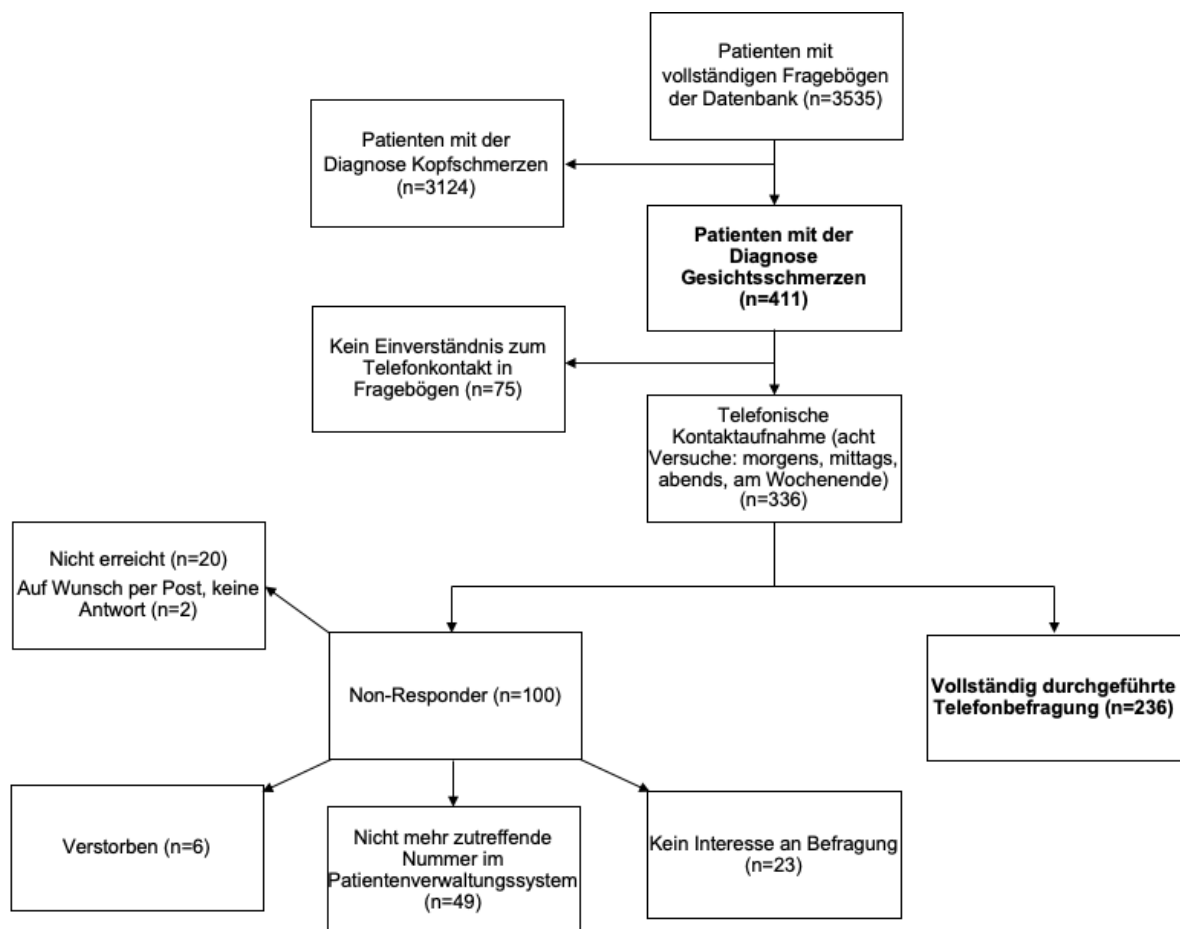 Patienten mit
vollständigen Fragebögen
der Datenbank (n=3535)
Patienten mit der
Diagnose Kopfschmerzen
(n=3124)
Patienten mit der
Diagnose
Gesichtsschmerzen
(n=411)
Kein Einverständnis zum
Telefonkontakt in
Fragebögen (n=75)
Telefonische
Kontaktaufnahme (acht
Versuche: morgens, mittags,
abends, am Wochenende)
(n=336)
Nicht erreicht (n=20)
Auf Wunsch per Post, keine
Antwort (n=2)
Non-Responder (n=100)
Vollständig durchgeführte
Telefonbefragung (n=236)
Verstorben (n=6)
Nicht mehr zutreffende
Nummer im
Patientenverwaltungssystem
(n=49)
Kein Interesse an Befragung
(n=23)